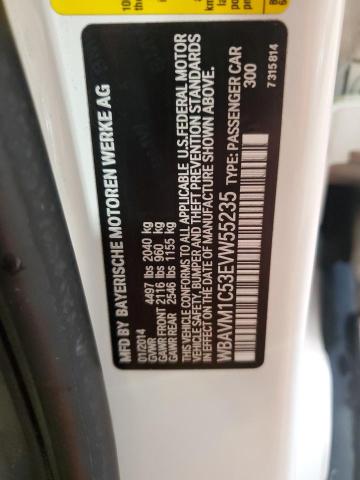 MFD BY BAYERISCHE MOTOREN WERKE AG
01/2014
GVWR 4497 lbs 2040 kg
GAWR FRONT 2116 lbs 960 kg
GAWR REAR 2546 lbs 1155 kg
THIS VEHICLE CONFORMS TO ALL APPLICABLE U.S. FEDERAL MOTOR
VEHICLE SAFETY, BUMPER AND THEFT PREVENTION STANDARDS
IN EFFECT ON THE DATE OF MANUFACTURE SHOWN ABOVE.
WBAVM1C53EVW55235 TYPE: PASSENGER CAR
300
7 315 814